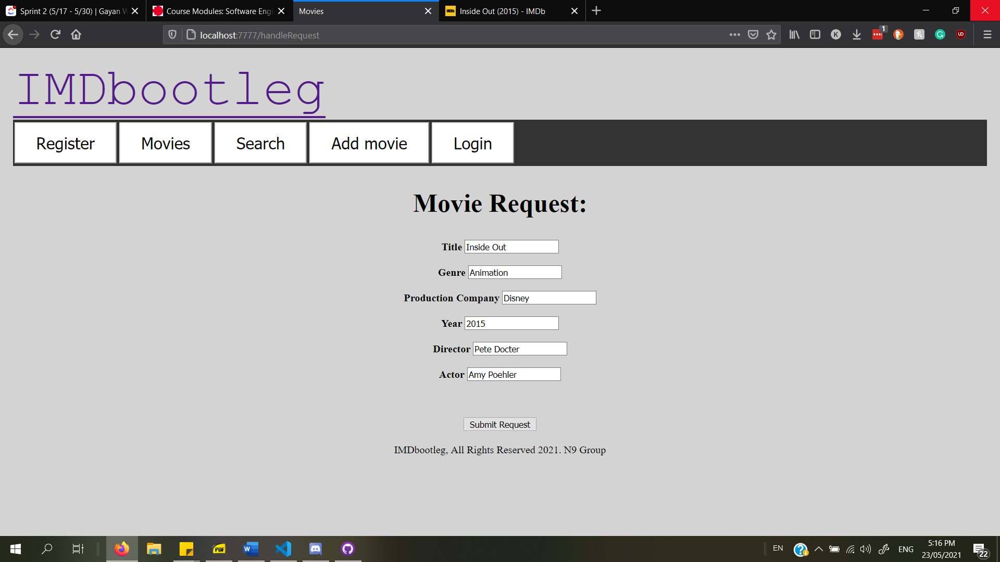 Sprint 2 (5/17 - 5/30) | Gayan W
Course Modules: Software Engi
Movies
Inside Out (2015) - IMDb
localhost:7777/handleRequest
1
IMDbootleg
Register Movies Search Add movie Login
Movie Request:
Title Inside Out
Genre Animation
Production Company Disney
Year 2015
Director Pete Docter
Actor Amy Poehler
Submit Request
IMDbootleg, All Rights Reserved 2021. N9 Group
PDF
EN
ENG
5:16 PM
23/05/2021
22